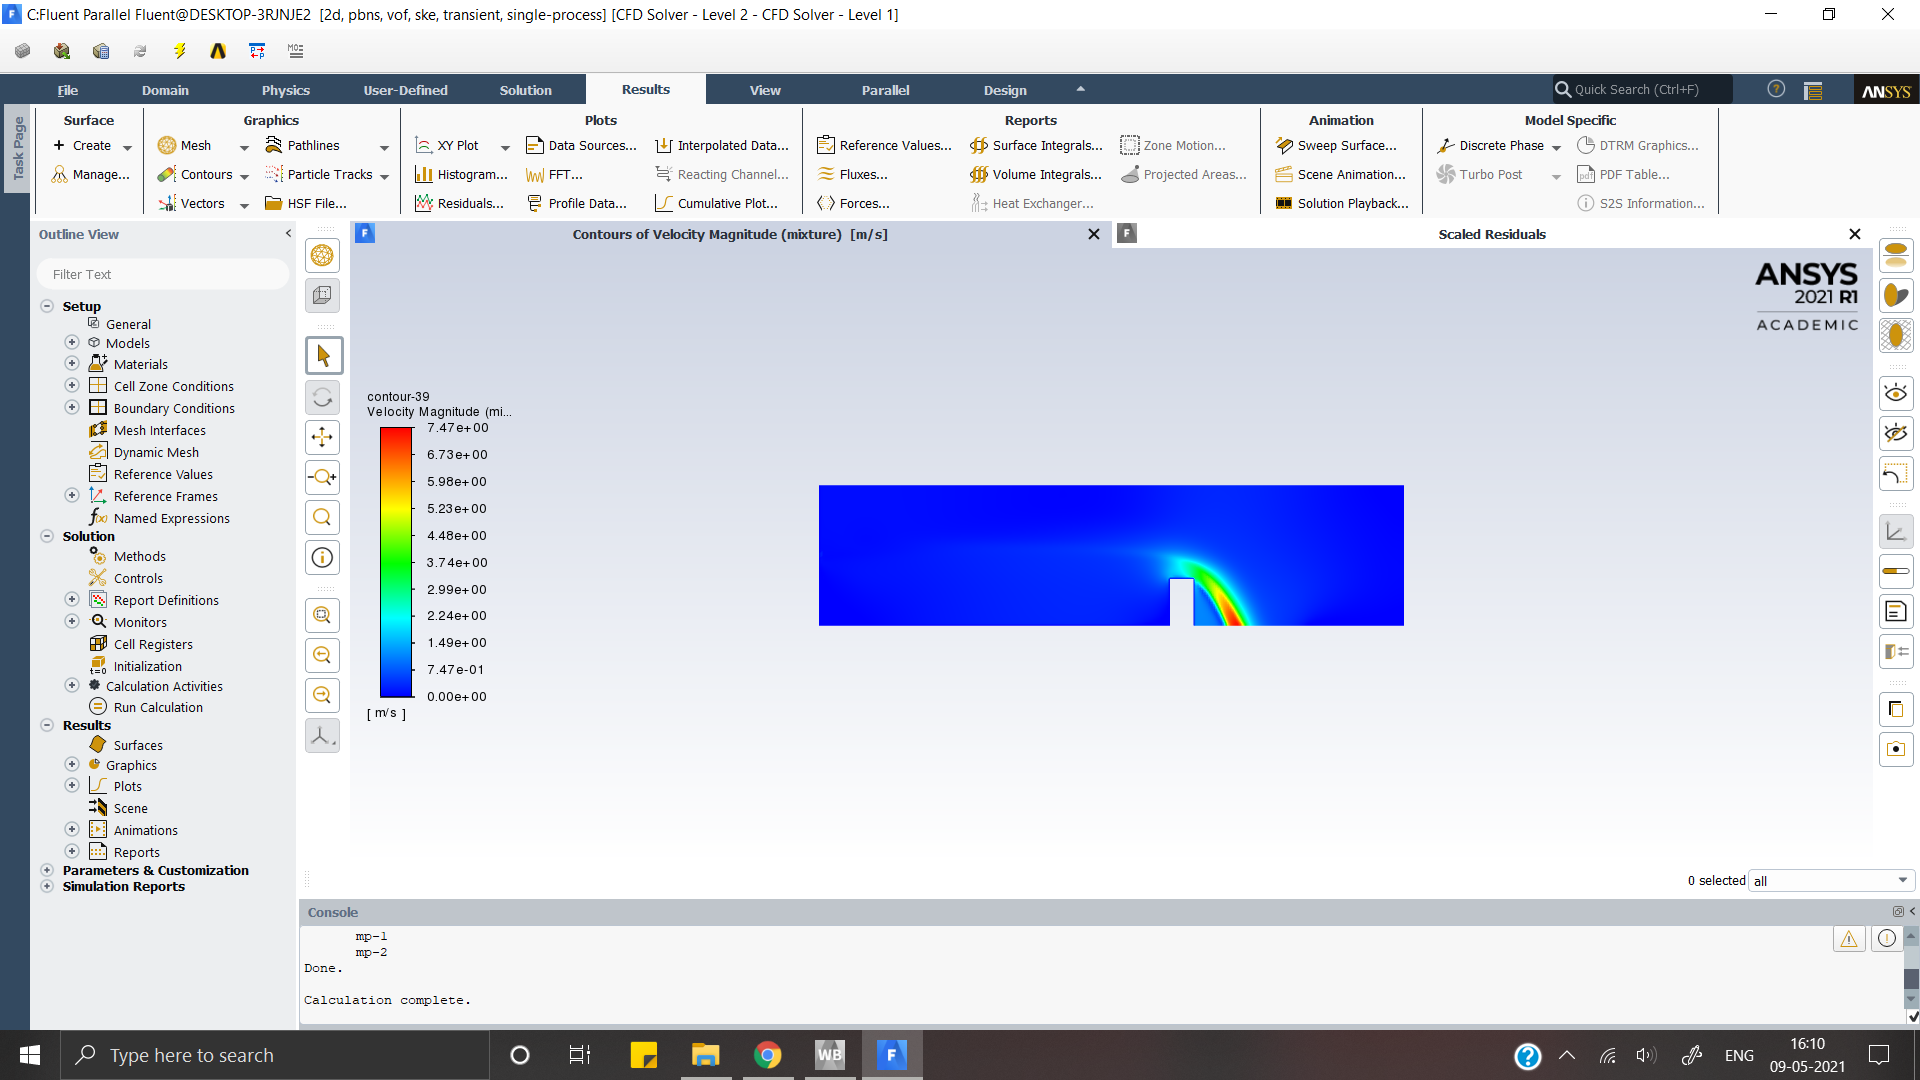 C:Fluent Parallel Fluent@DESKTOP-3RJNJE2 [2d, pbns, vof, ske, transient, single-process] [CFD Solver - Level 2 - CFD Solver - Level 1]
File Domain Physics User-Defined Solution Results View Parallel Design Quick Search (Ctrl+F) ANSYS
Task Page
Surface Graphics Plots Reports Animation Model Specific
Create Mesh Pathlines XY Plot Data Sources... Interpolated Data... Reference Values... Surface Integrals... Zone Motion... Sweep Surface... Discrete Phase DTRM Graphics...
Manage... Contours Particle Tracks Histogram... FFT... Reacting Channel... Fluxes... Volume Integrals... Projected Areas... Scene Animation... Turbo Post PDF Table...
Vectors HSF File... Residuals... Profile Data... Cumulative Plot... Forces... Heat Exchanger... Solution Playback... S2S Information...
Outline View
Filter Text
Setup
General
Models
Materials
Cell Zone Conditions
Boundary Conditions
Mesh Interfaces
Dynamic Mesh
Reference Values
Reference Frames
Named Expressions
Solution
Methods
Controls
Report Definitions
Monitors
Cell Registers
Initialization
Calculation Activities
Run Calculation
Results
Surfaces
Graphics
Plots
Scene
Animations
Reports
Parameters & Customization
Simulation Reports
Contours of Velocity Magnitude (mixture) [m/s]
Scaled Residuals
ANSYS
2021 R1
ACADEMIC
contour-39
Velocity Magnitude (mi...
7.47e+00
6.73e+00
5.98e+00
5.23e+00
4.48e+00
3.74e+00
2.99e+00
2.24e+00
1.49e+00
7.47e-01
0.00e+00
[ m/s ]
0 selected all
Console
mp-1
mp-2
Done.
Calculation complete.
Type here to search
WB
F
ENG
16:10
09-05-2021